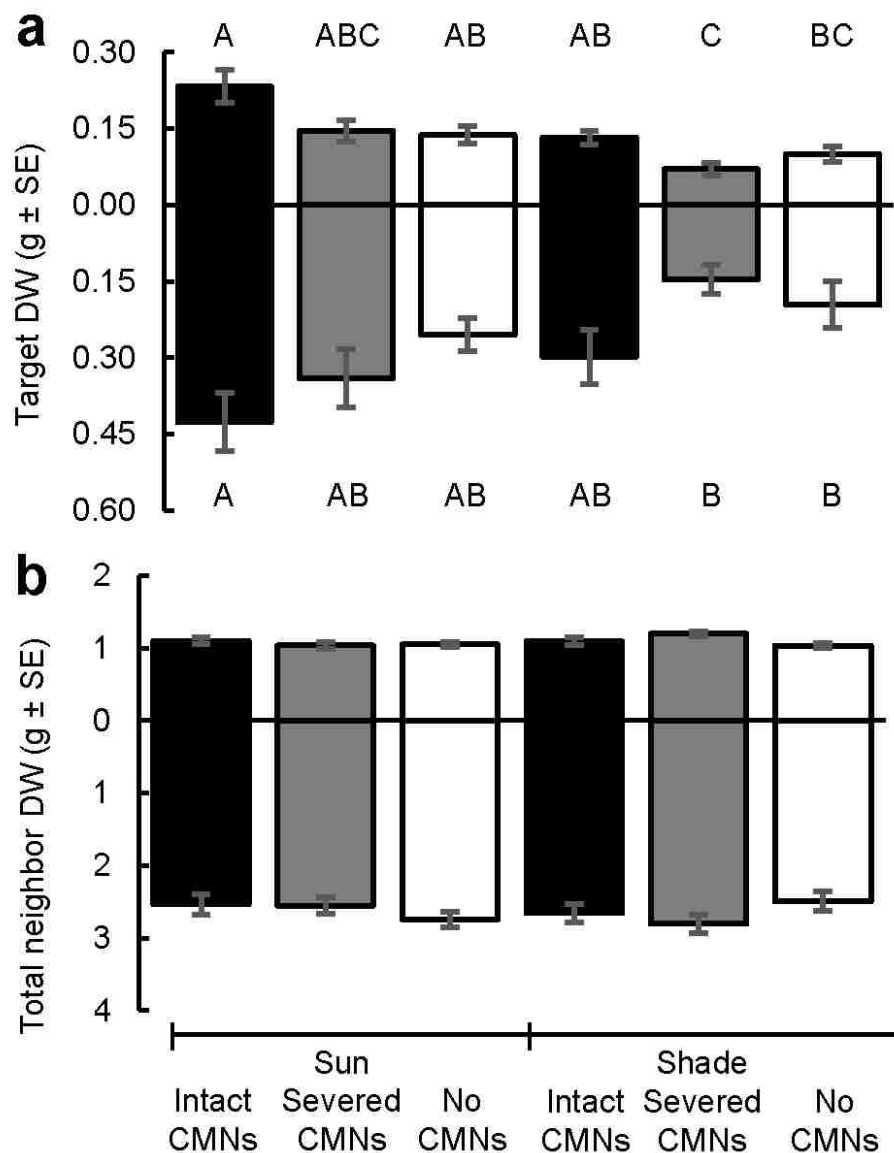 a
A ABC AB AB C BC
0.30
0.15
0.00
0.15
0.30
0.45
0.60
Target DW (g ± SE)
A AB AB AB B B
b
2
1
0
1
2
3
4
Total neighbor DW (g ± SE)
Sun Shade
Intact Severed No Intact Severed No
CMNs CMNs CMNs CMNs CMNs CMNs